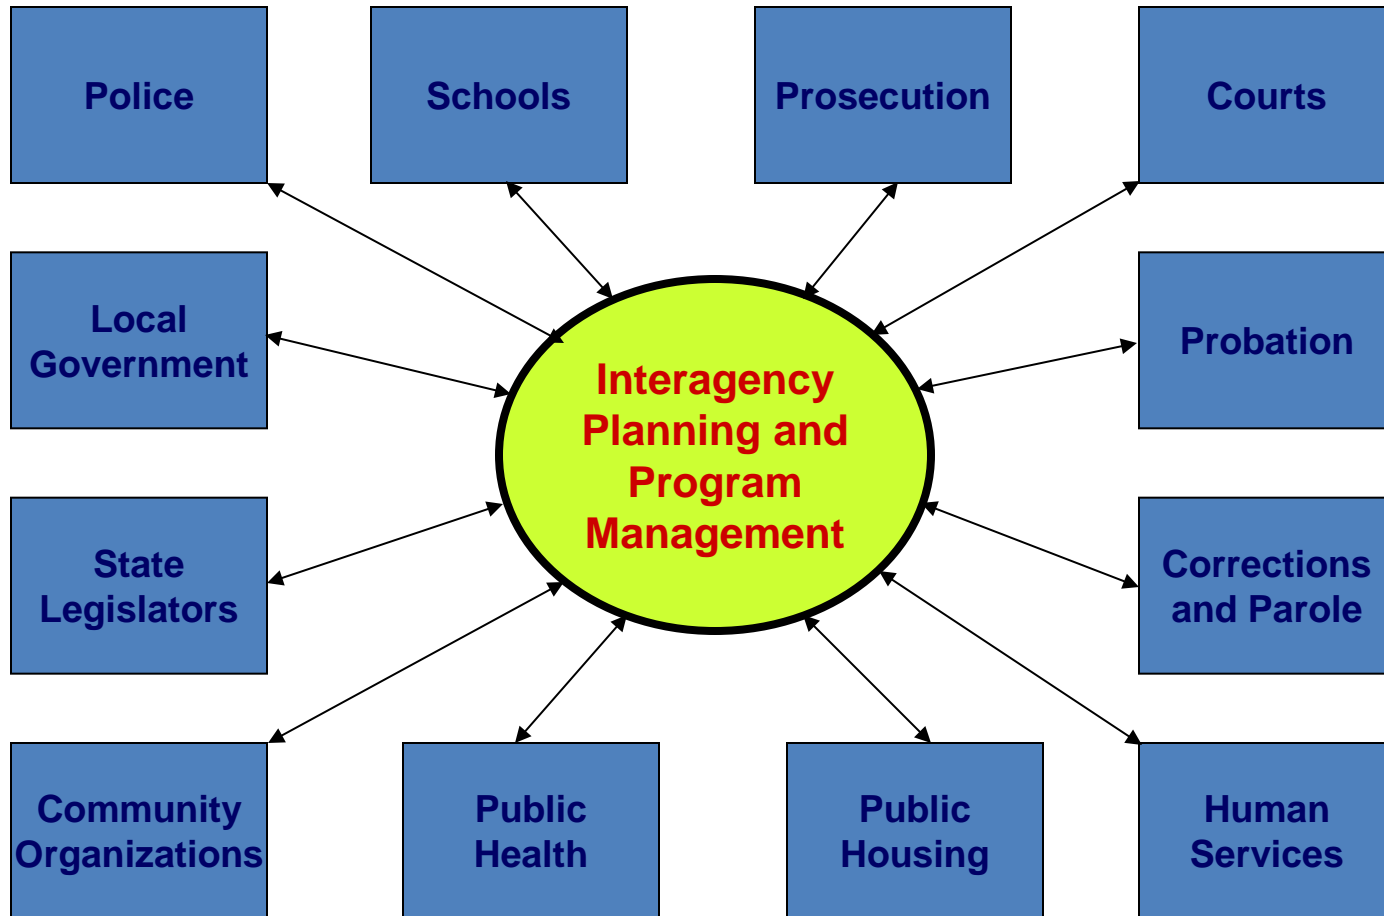 Police
Schools
Prosecution
Courts
Local
Government
Interagency
Planning and
Program
Management
Probation
State
Legislators
Corrections
and Parole
Community
Organizations
Public
Health
Public
Housing
Human
Services